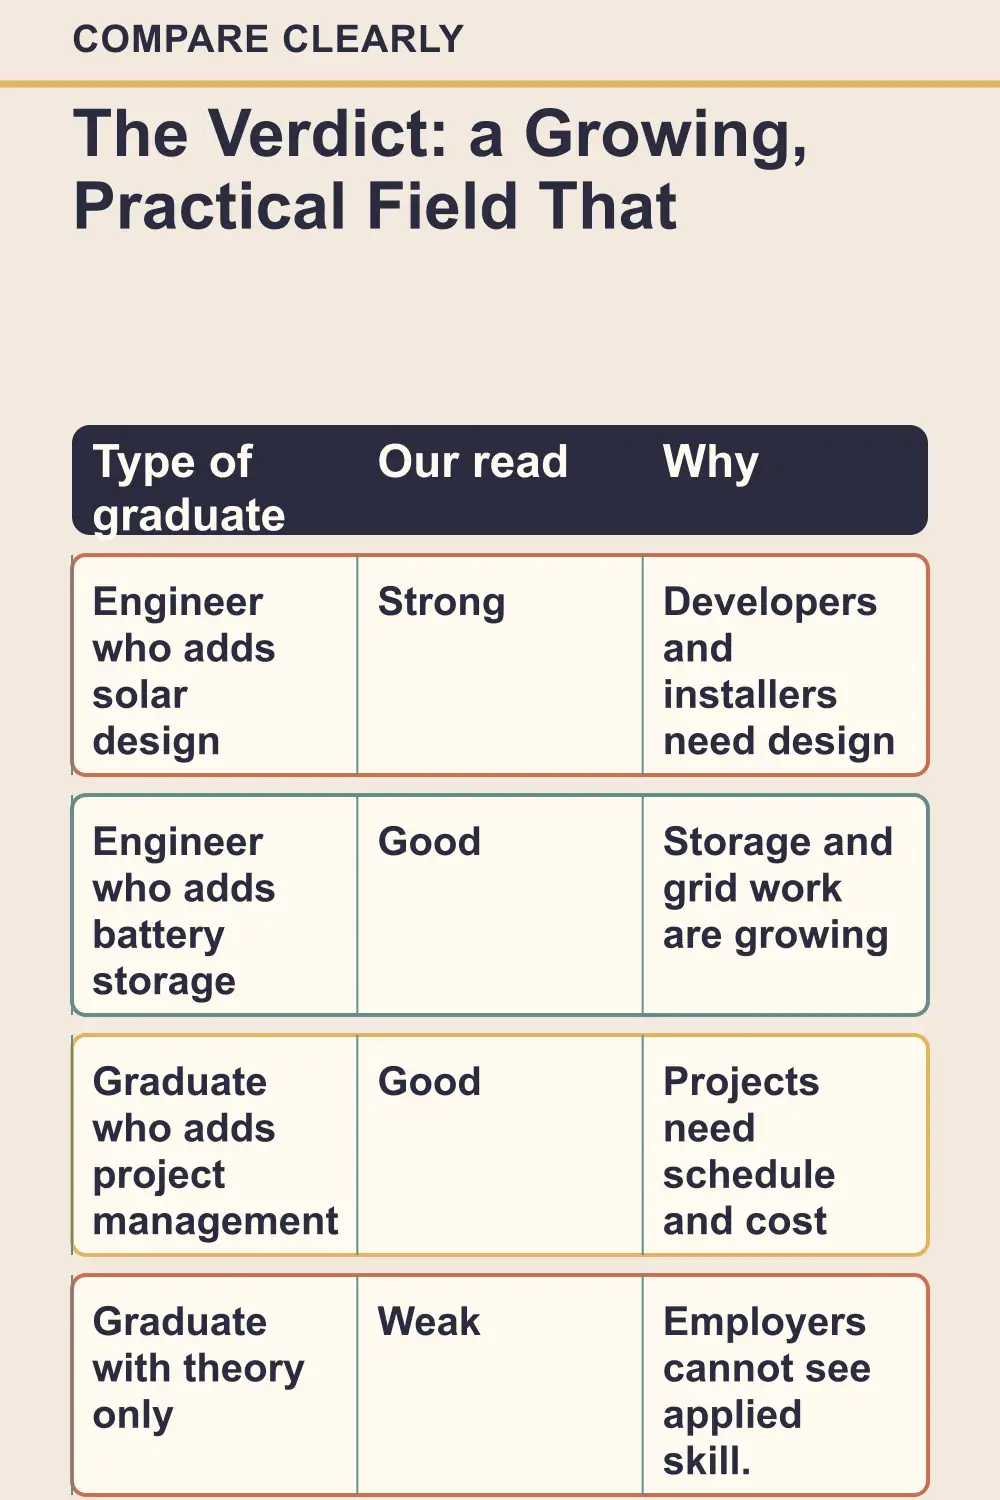 COMPARE CLEARLY
The Verdict: a Growing,
Practical Field That
Type of graduate
Our read
Why
Engineer
who adds
solar
design
Strong
Developers
and
installers
need design
Engineer
who adds
battery
storage
Good
Storage and
grid work
are growing
Graduate
who adds
project
management
Good
Projects
need
schedule
and cost
Graduate
with theory
only
Weak
Employers
cannot see
applied
skill.